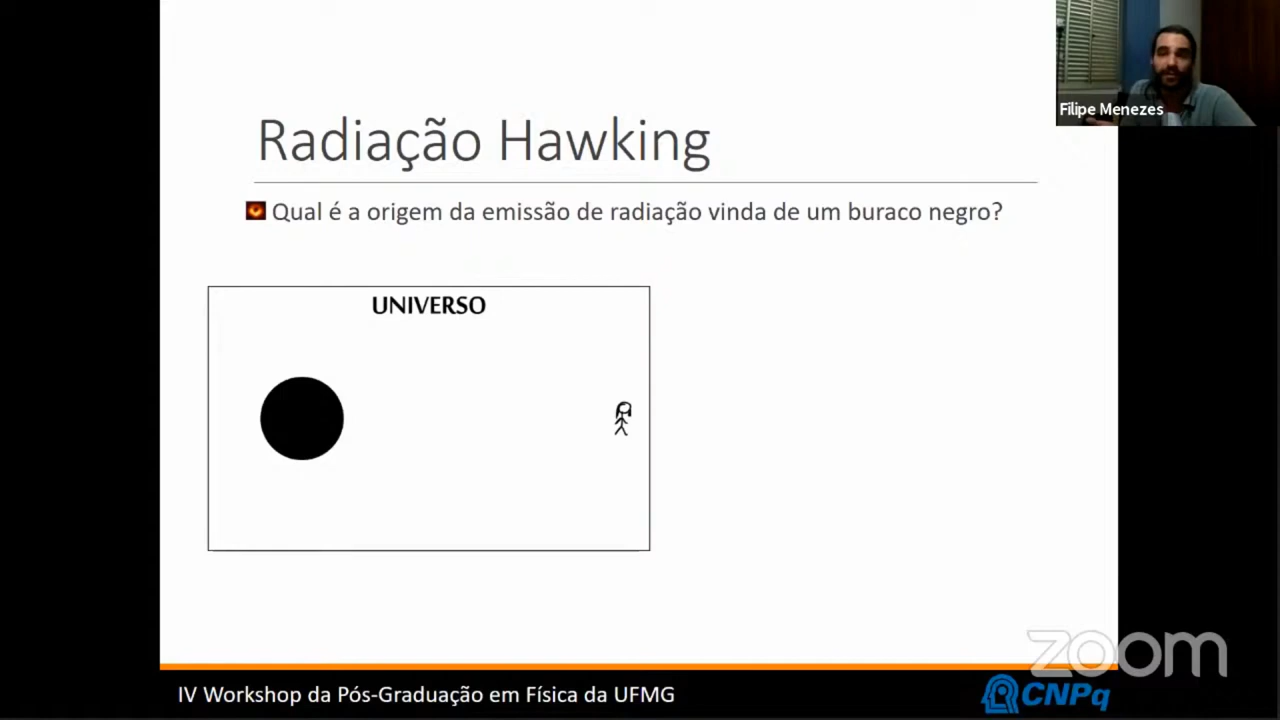 Filipe Menezes
Radiação Hawking
Qual é a origem da emissão de radiação vinda de um buraco negro?
UNIVERSO
zoom
IV Workshop da Pós-Graduação em Física da UFMG
CNPq